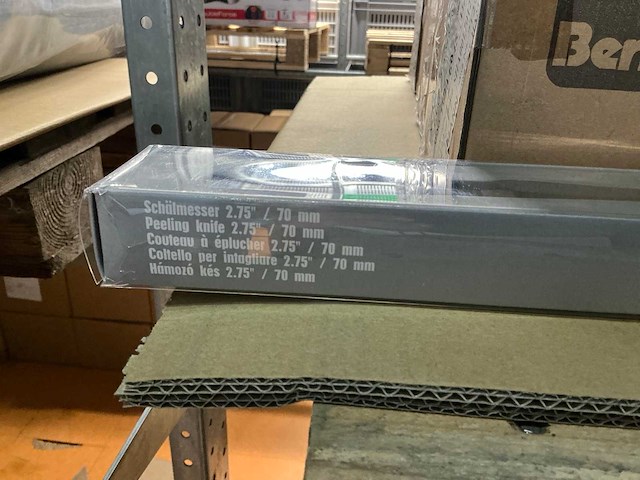 Ber
Schälmesser 2.75" / 70 mm
Peeling knife 2.75" / 70 mm
Couteau à éplucher 2.75" / 70 mm
Coltello per intagliare 2.75" / 70 mm
Hámozó kés 2.75" / 70 mm